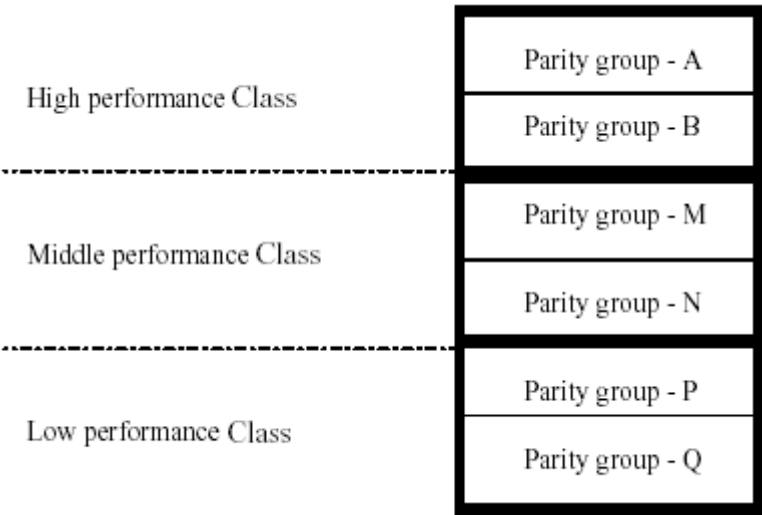 High performance Class
Parity group - A
Parity group - B
Middle performance Class
Parity group - M
Parity group - N
Low performance Class
Parity group - P
Parity group - Q